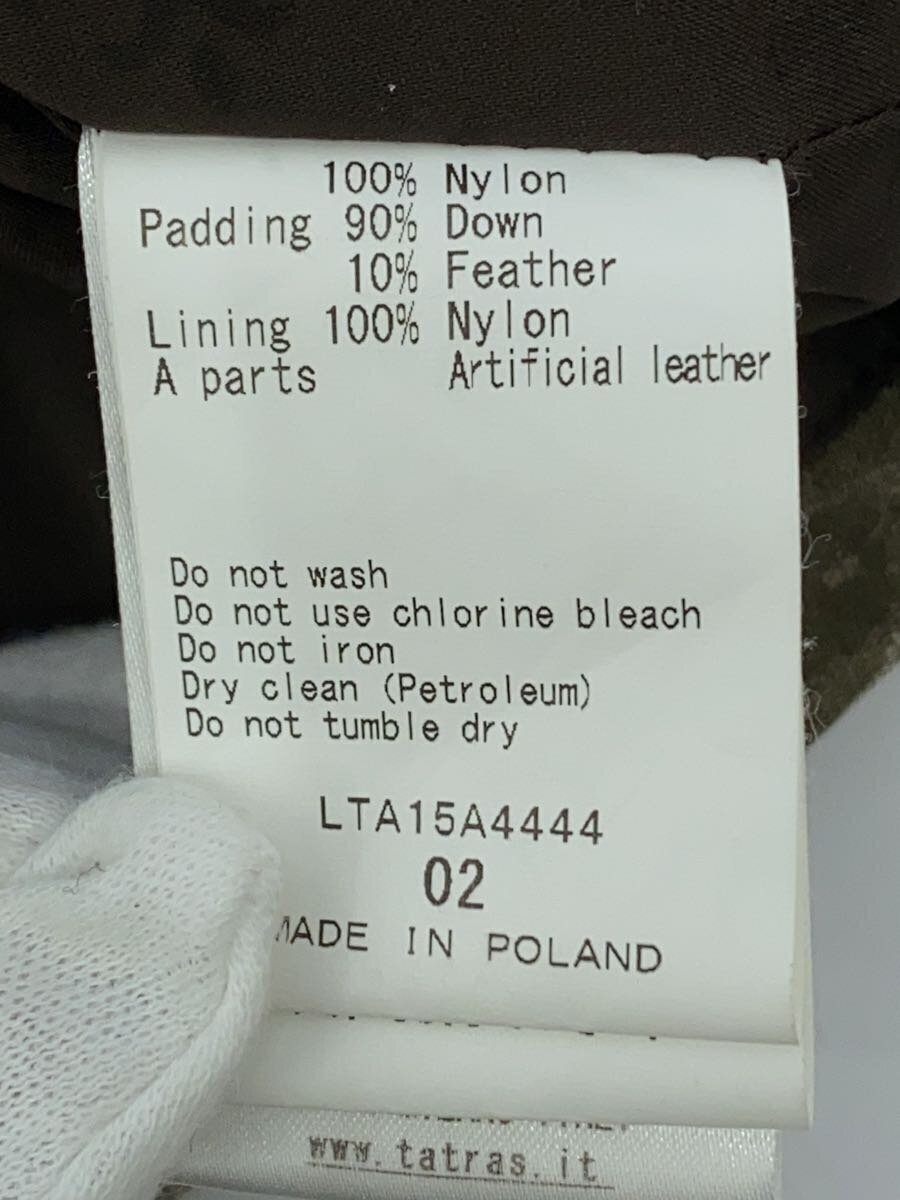 100% Nylon
Padding 90% Down
10% Feather
Lining 100% Nylon
A parts Artificial leather
Do not wash
Do not use chlorine bleach
Do not iron
Dry clean (Petroleum)
Do not tumble dry
LTA15A4444
02
MADE IN POLAND
www.tatras.it